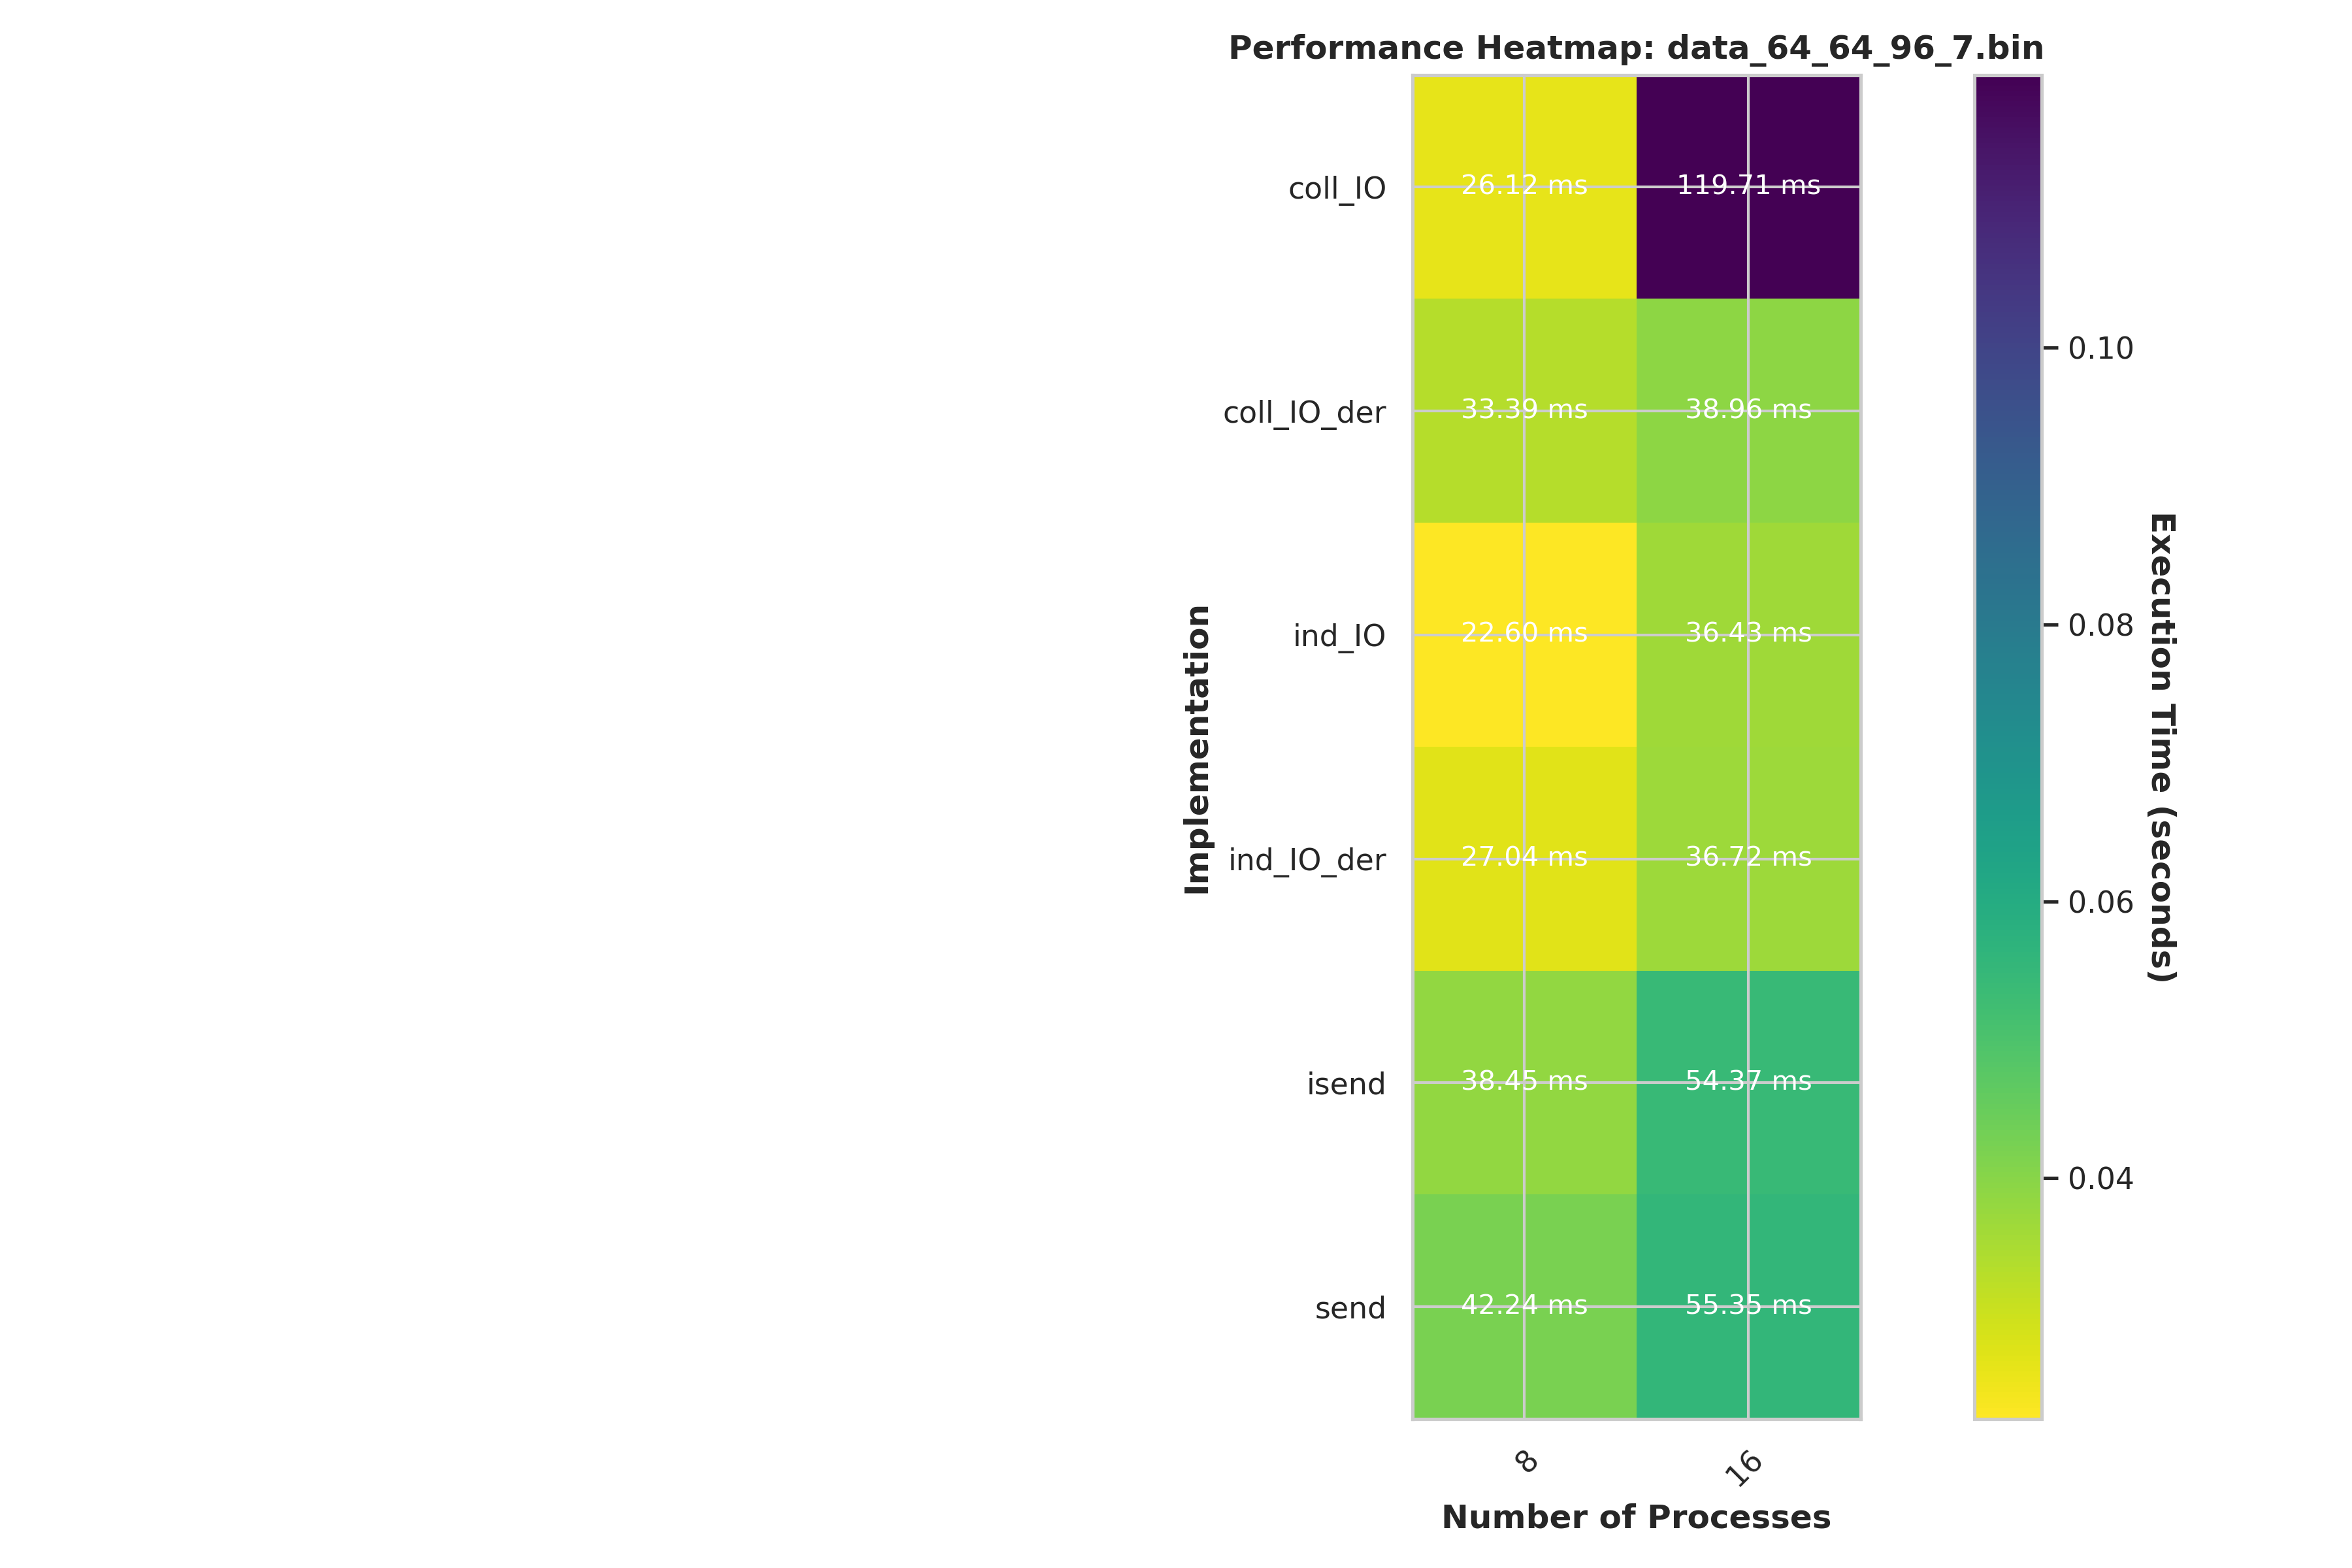 Performance Heatmap: data_64_64_96_7.bin
Implementation
coll_IO
26.12 ms
119.71 ms
coll_IO_der
33.39 ms
38.96 ms
ind_IO
22.60 ms
36.43 ms
ind_IO_der
27.04 ms
36.72 ms
isend
38.45 ms
54.37 ms
send
42.24 ms
55.35 ms
8
16
Number of Processes
0.10
0.08
0.06
0.04
Execution Time (seconds)